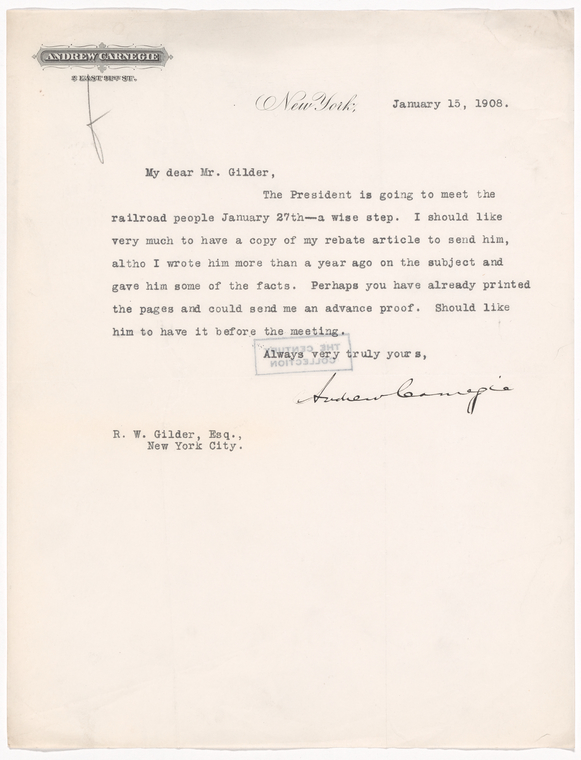 ANDREW CARNEGIE
2 EAST 91ST ST.
New York, January 15, 1908.
My dear Mr. Gilder,
The President is going to meet the
railroad people January 27th—a wise step. I should like
very much to have a copy of my rebate article to send him,
altho I wrote him more than a year ago on the subject and
gave him some of the facts. Perhaps you have already printed
the pages and could send me an advance proof. Should like
him to have it before the meeting.
THE CENTURY
COLLECTION
Always very truly yours,
Andrew Carnegie
R. W. Gilder, Esq.,
New York City.